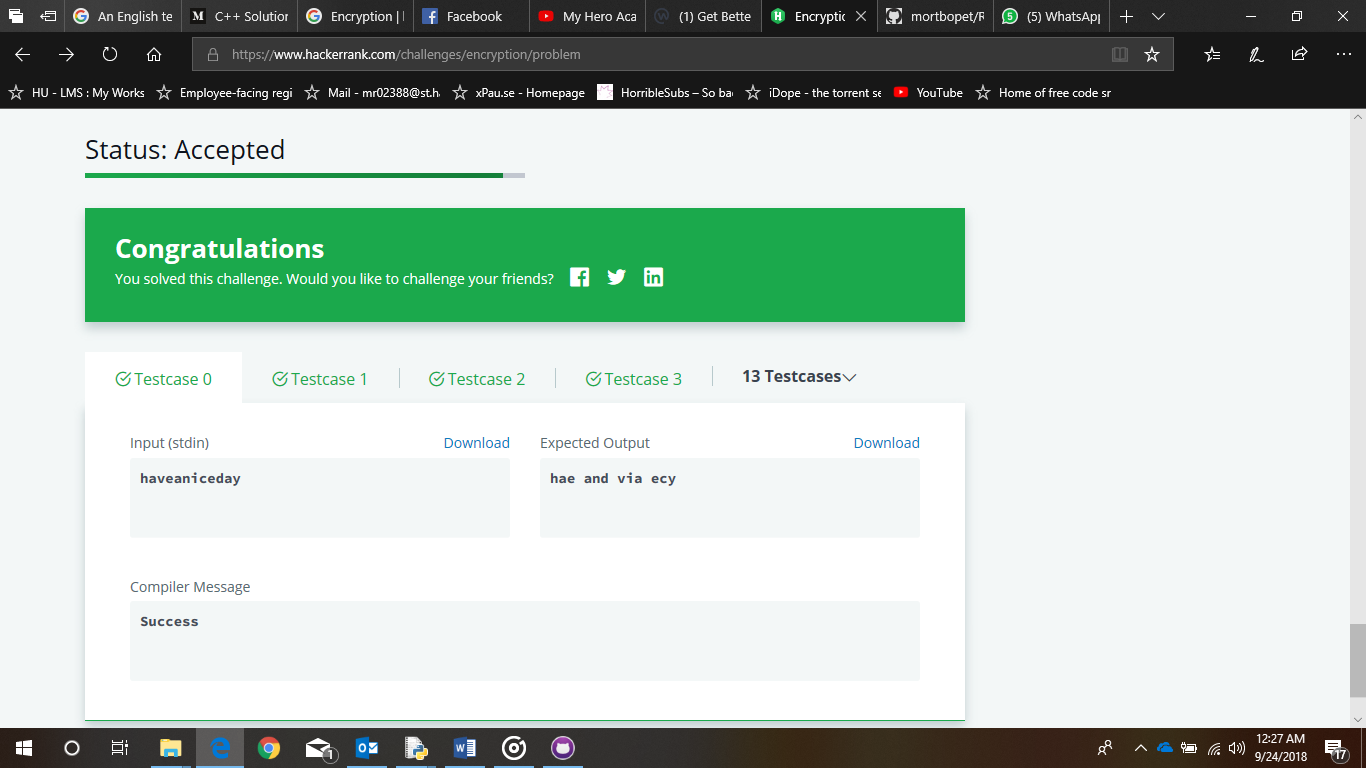 An English te
C++ Solution
Encryption |
Facebook
My Hero Aca
(1) Get Bette
Encryptic
mortbopet/R
(5) WhatsApp
https://www.hackerrank.com/challenges/encryption/problem
HU - LMS : My Works
Employee-facing regi
Mail - mr02388@st.h
xPau.se - Homepage
HorribleSubs – So ba
iDope - the torrent se
YouTube
Home of free code sr
Status: Accepted
Congratulations
You solved this challenge. Would you like to challenge your friends?
Testcase 0
Testcase 1
Testcase 2
Testcase 3
13 Testcases
Input (stdin)
Download
Expected Output
Download
haveaniceday
hae and via ecy
Compiler Message
Success
12:27 AM
9/24/2018
1
17